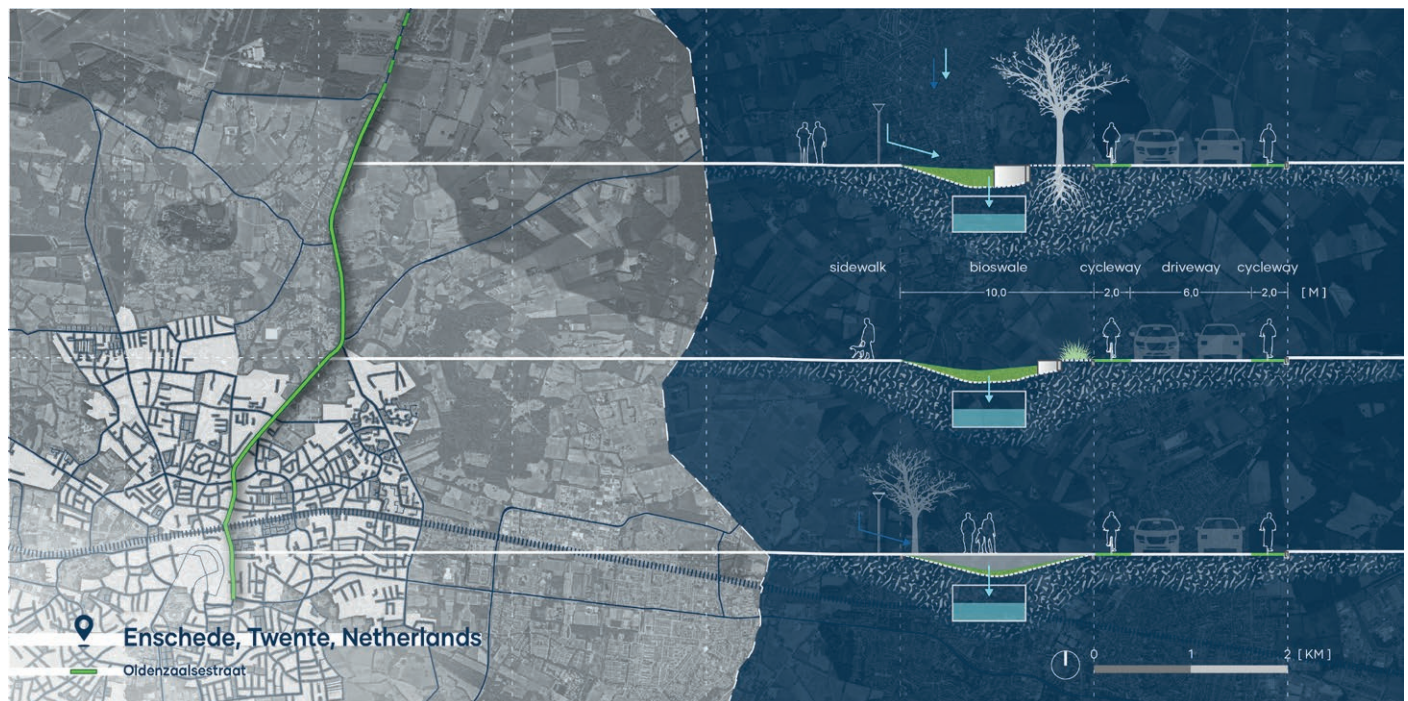 sidewalk bioswale cycleway driveway cycleway
10,0 2,0 6,0 2,0 [ M ]
Enschede, Twente, Netherlands
Oldenzaalsestraat
0 1 2 [ KM ]